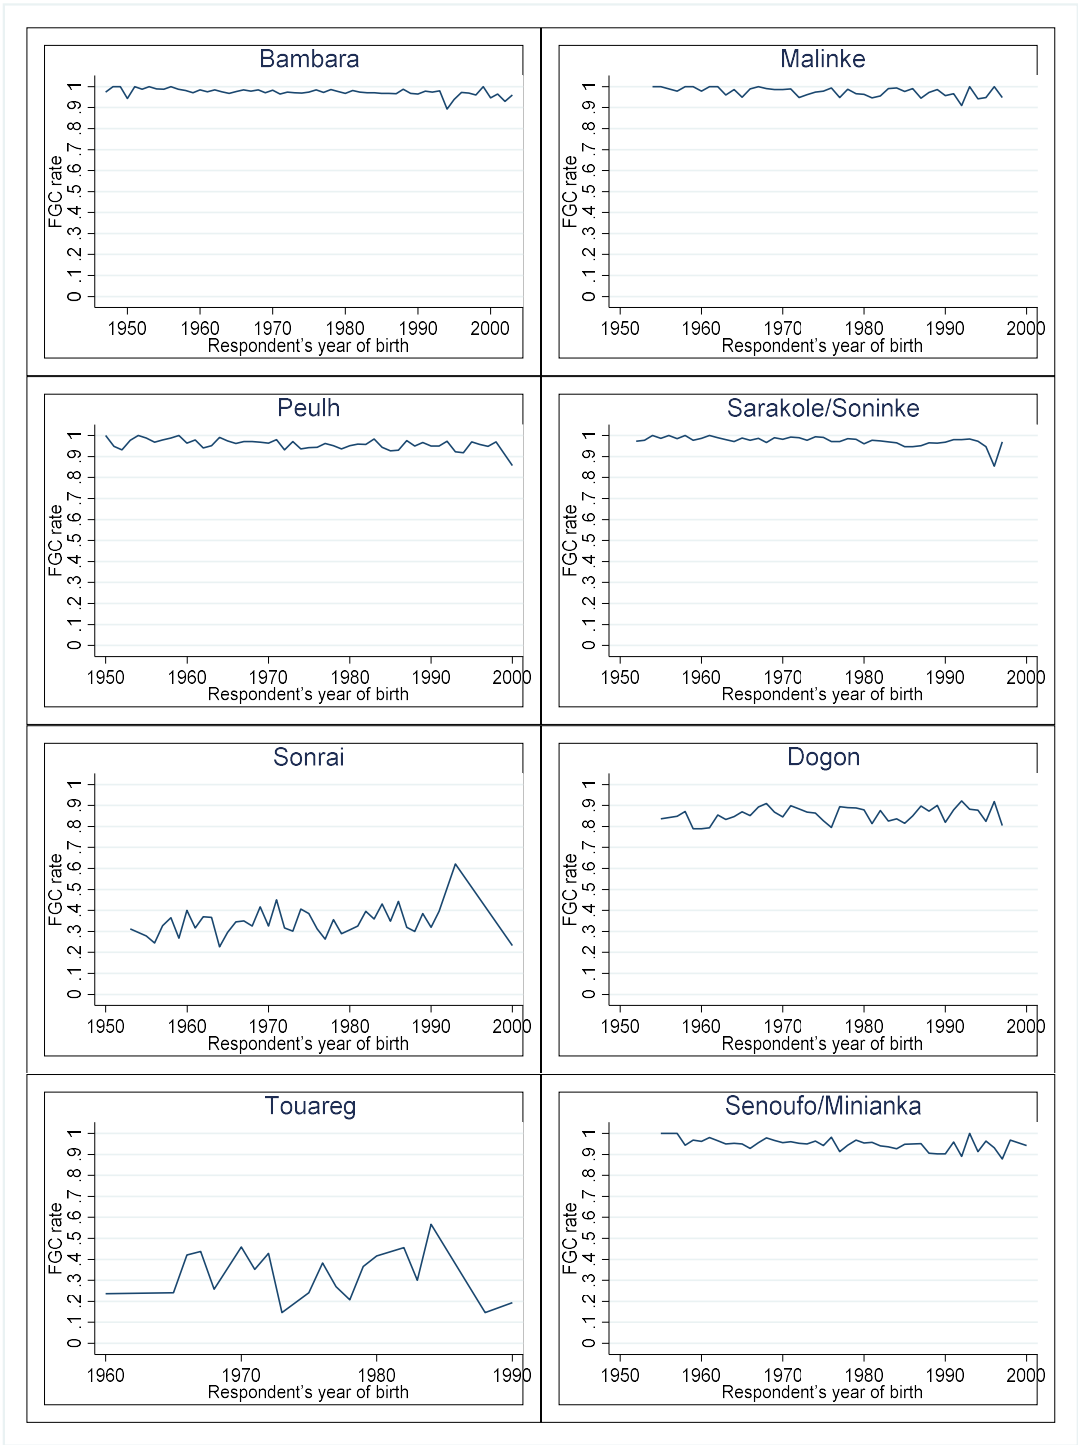 Bambara
FGC rate
0 .1 .2 .3 .4 .5 .6 .7 .8 .9 1
1950 1960 1970 1980 1990 2000
Respondent's year of birth
Malinke
FGC rate
0 .1 .2 .3 .4 .5 .6 .7 .8 .9 1
1950 1960 1970 1980 1990 2000
Respondent's year of birth
Peulh
FGC rate
0 .1 .2 .3 .4 .5 .6 .7 .8 .9 1
1950 1960 1970 1980 1990 2000
Respondent's year of birth
Sarakole/Soninke
FGC rate
0 .1 .2 .3 .4 .5 .6 .7 .8 .9 1
1950 1960 1970 1980 1990 2000
Respondent's year of birth
Sonrai
FGC rate
0 .1 .2 .3 .4 .5 .6 .7 .8 .9 1
1950 1960 1970 1980 1990 2000
Respondent's year of birth
Dogon
FGC rate
0 .1 .2 .3 .4 .5 .6 .7 .8 .9 1
1950 1960 1970 1980 1990 2000
Respondent's year of birth
Touareg
FGC rate
0 .1 .2 .3 .4 .5 .6 .7 .8 .9 1
1960 1970 1980 1990
Respondent's year of birth
Senoufo/Minianka
FGC rate
0 .1 .2 .3 .4 .5 .6 .7 .8 .9 1
1950 1960 1970 1980 1990 2000
Respondent's year of birth